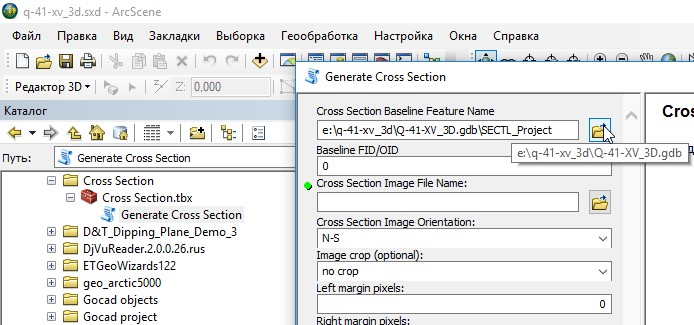 q-41-xv_3d.sxd - ArcScene
Файл Правка Вид Закладки Выборка Геообработка Настройка Окна Справка
Редактор 3D Z: 0,000
Каталог
Путь: Generate Cross Section
Cross Section
Cross Section.tbx
Generate Cross Section
D&T_Dipping_Plane_Demo_3
DjVuReader.2.0.0.26.rus
ETGeoWizards122
geo_arctic5000
Gocad objects
Gocad project
Generate Cross Section
Cross Section Baseline Feature Name
e:\q-41-xv_3d\Q-41-XV_3D.gdb\SECTL_Project
e:\q-41-xv_3d\Q-41-XV_3D.gdb
Baseline FID/OID
0
Cross Section Image File Name:
Cross Section Image Orientation:
N-S
Image crop (optional):
no crop
Left margin pixels:
0
Right margin pixels: